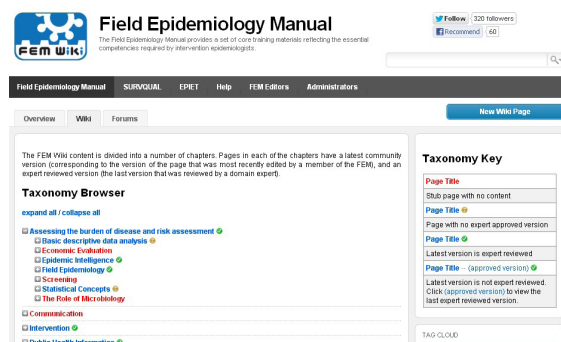 FEM Wiki
Field Epidemiology Manual
The Field Epidemiology Manual provides a set of core training materials reflecting the essential
competencies required by intervention epidemiologists.
Follow 320 followers
Recommend 60
Field Epidemiology Manual SURVQUAL EPIET Help FEM Editors Administrators
Overview Wiki Forums
New Wiki Page
The FEM Wiki content is divided into a number of chapters. Pages in each of the chapters have a latest community
version (corresponding to the version of the page that was most recently edited by a member of the FEM), and an
expert reviewed version (the last version that was reviewed by a domain expert).
Taxonomy Browser
expand all / collapse all
Assessing the burden of disease and risk assessment
Basic descriptive data analysis
Economic Evaluation
Epidemic Intelligence
Field Epidemiology
Screening
Statistical Concepts
The Role of Microbiology
Communication
Intervention
Public Health Information
Taxonomy Key
Page Title
Stub page with no content
Page Title
Page with no expert approved version
Page Title
Latest version is expert reviewed
Page Title -- (approved version)
Latest version is not expert reviewed.
Click (approved version) to view the
last expert reviewed version.
TAG CLOUD